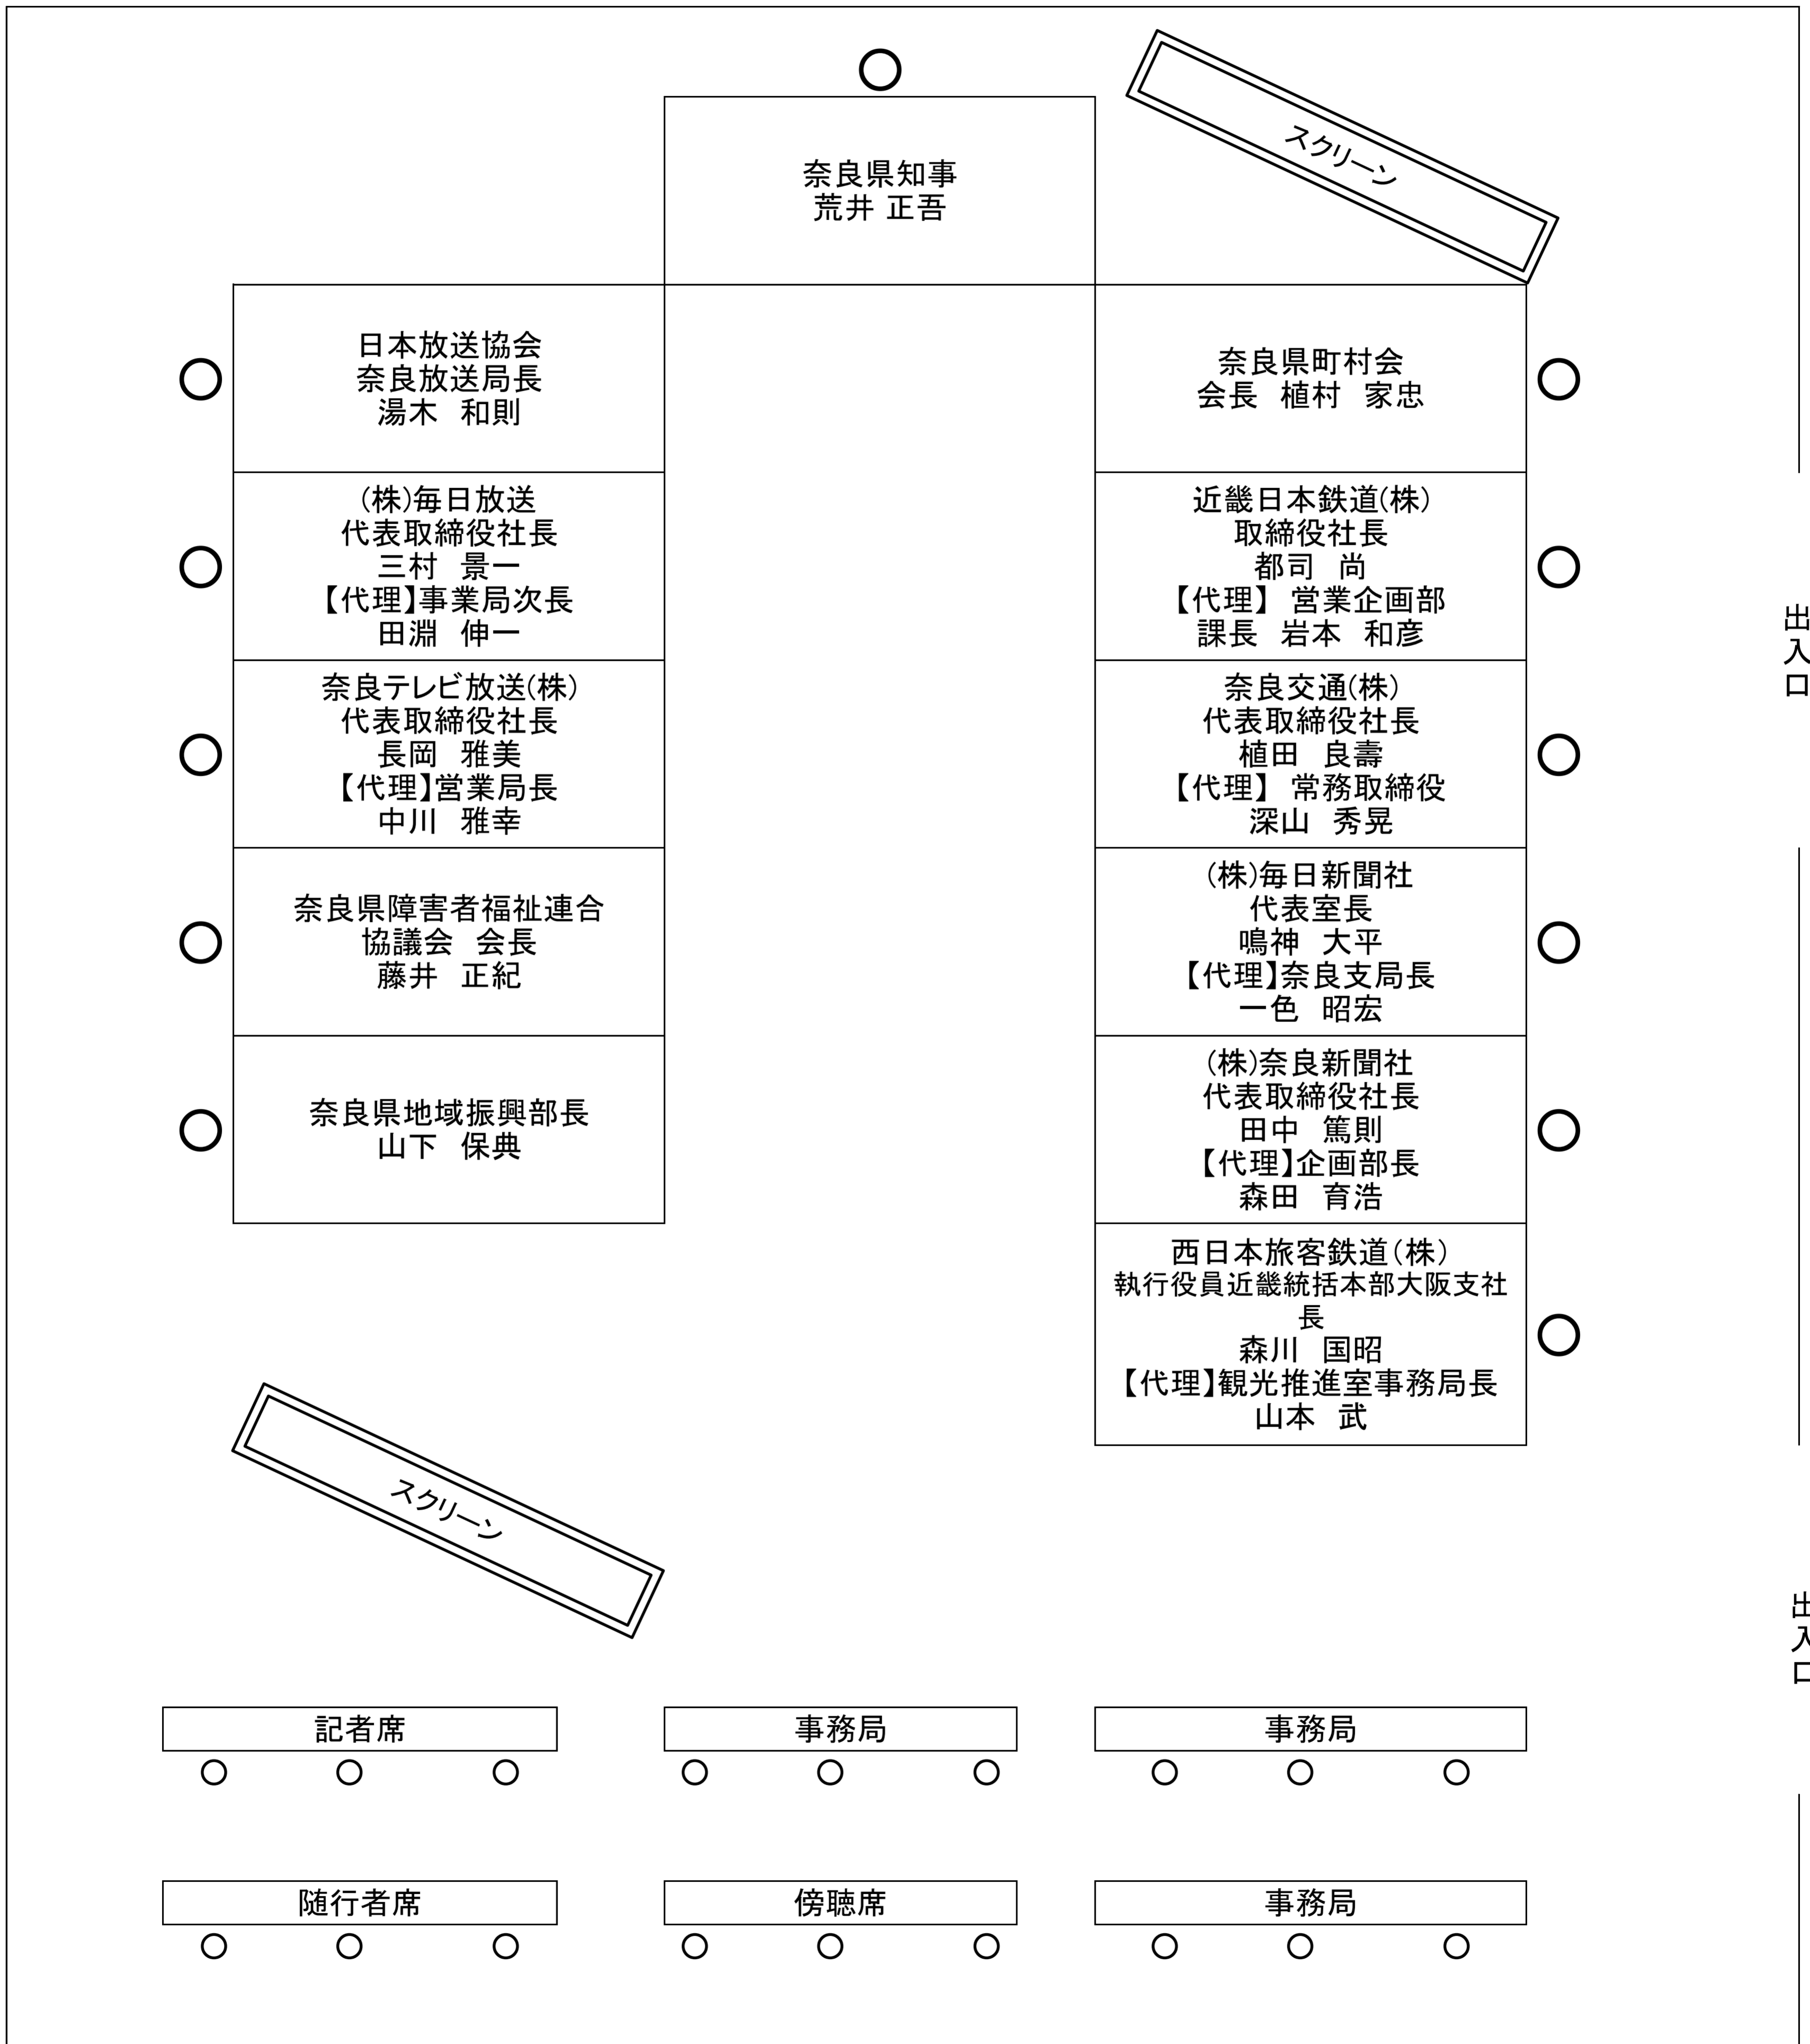 スクリーン
奈良県知事
荒井 正吾
日本放送協会
奈良放送局長
湯木 和則
(株)毎日放送
代表取締役社長
三村 景一
【代理】事業局次長
田淵 伸一
奈良テレビ放送(株)
代表取締役社長
長岡 雅美
【代理】営業局長
中川 雅幸
奈良県障害者福祉連合
協議会 会長
藤井 正紀
奈良県地域振興部長
山下 保典
奈良県町村会
会長 植村 家忠
近畿日本鉄道(株)
取締役社長
都司 尚
【代理】 営業企画部
課長 岩本 和彦
奈良交通(株)
代表取締役社長
植田 良壽
【代理】 常務取締役
深山 秀晃
(株)毎日新聞社
代表室長
鳴神 大平
【代理】奈良支局長
一色 昭宏
(株)奈良新聞社
代表取締役社長
田中 篤則
【代理】企画部長
森田 育浩
西日本旅客鉄道(株)
執行役員近畿統括本部大阪支社
長
森川 国昭
【代理】観光推進室事務局長
山本 武
出入口
スクリーン
出入口
記者席
事務局
事務局
随行者席
傍聴席
事務局